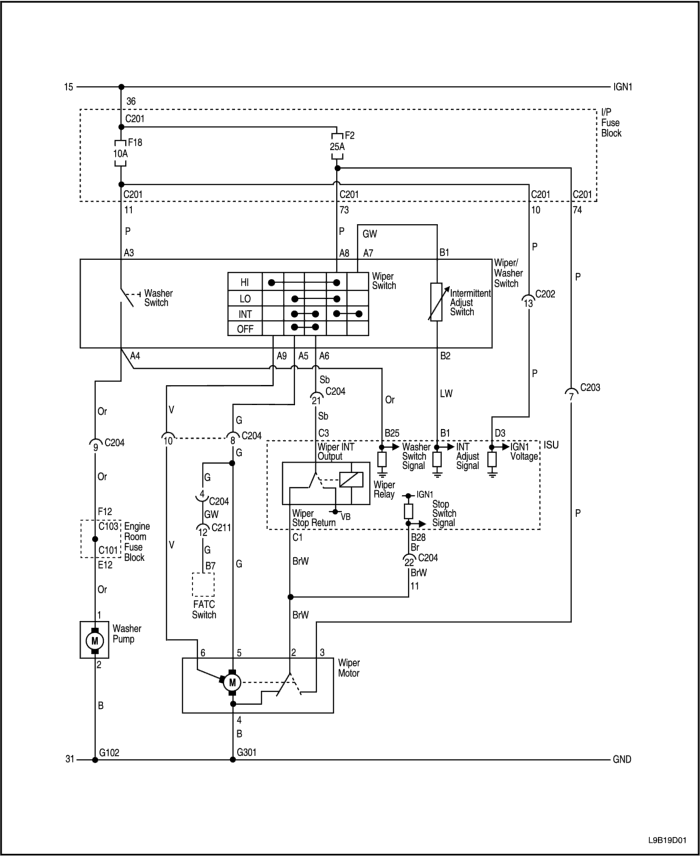 15
IGN1
36
I/P
Fuse
Block
C201
F18
10A
F2
25A
C201
C201
C201
C201
11
73
10
74
P
P
GW
P
P
A3
A8
A7
B1
Wiper/
Washer
Switch
Washer
Switch
HI
LO
INT
OFF
Wiper
Switch
Intermittent
Adjust
Switch
C202
13
A4
A9
A5
A6
B2
Sb
C204
21
Or
LW
P
C203
7
Or
V
G
Sb
C204
9
10
8
C204
G
C3
B25
B1
D3
ISU
Wiper INT
Output
Washer
Switch
Signal
INT
Adjust
Signal
IGN1
Voltage
Or
G
4
C204
GW
12
C211
Wiper
Relay
IGN1
Stop
Switch
Signal
Wiper
Stop Return
VB
P
F12
C103
C101
E12
Engine
Room
Fuse
Block
V
G
B7
G
FATC
Switch
C1
BrW
B28
Br
C204
22
BrW
11
Or
BrW
1
Washer
Pump
M
2
6
5
2
3
Wiper
Motor
M
B
4
B
31
G102
G301
GND
L9B19D01